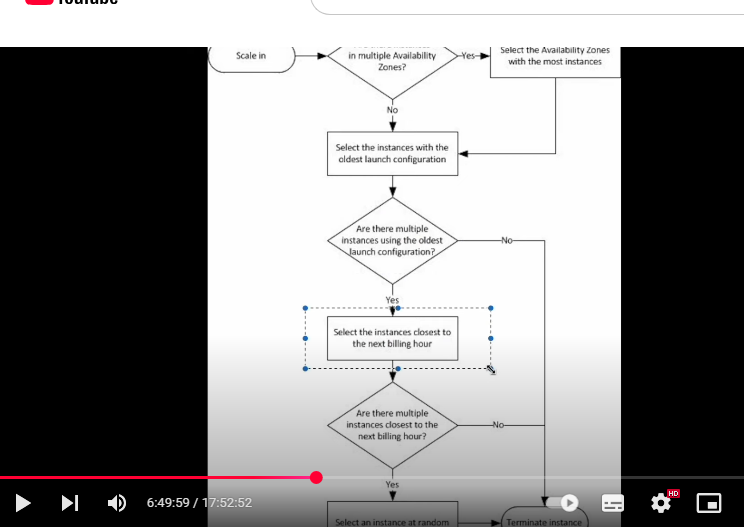 YouTube
Scale in
in multiple Availability
Zones?
Yes
Select the Availability Zones
with the most instances
No
Select the instances with the
oldest launch configuration
Are there multiple
instances using the oldest
launch configuration?
No
Yes
Select the instances closest to
the next billing hour
Are there multiple
instances closest to the
next billing hour?
No
Yes
6:49:59 / 17:52:52
HD
Select an instance at random
Terminate instance